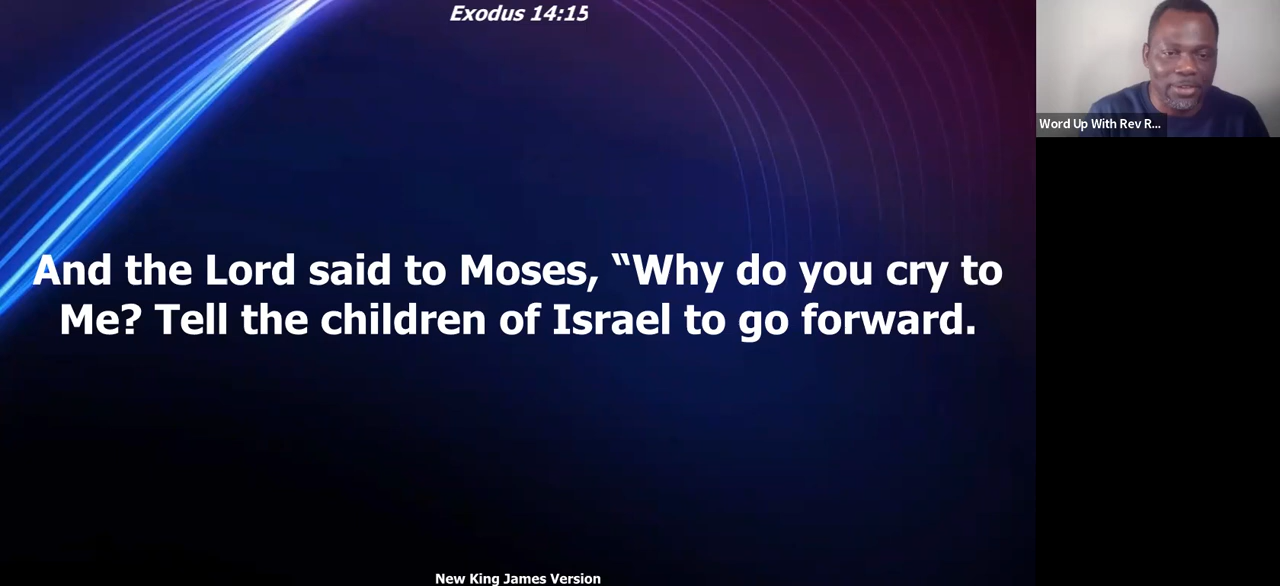 Exodus 14:15
And the Lord said to Moses, “Why do you cry to
Me? Tell the children of Israel to go forward.
New King James Version
Word Up With Rev R...